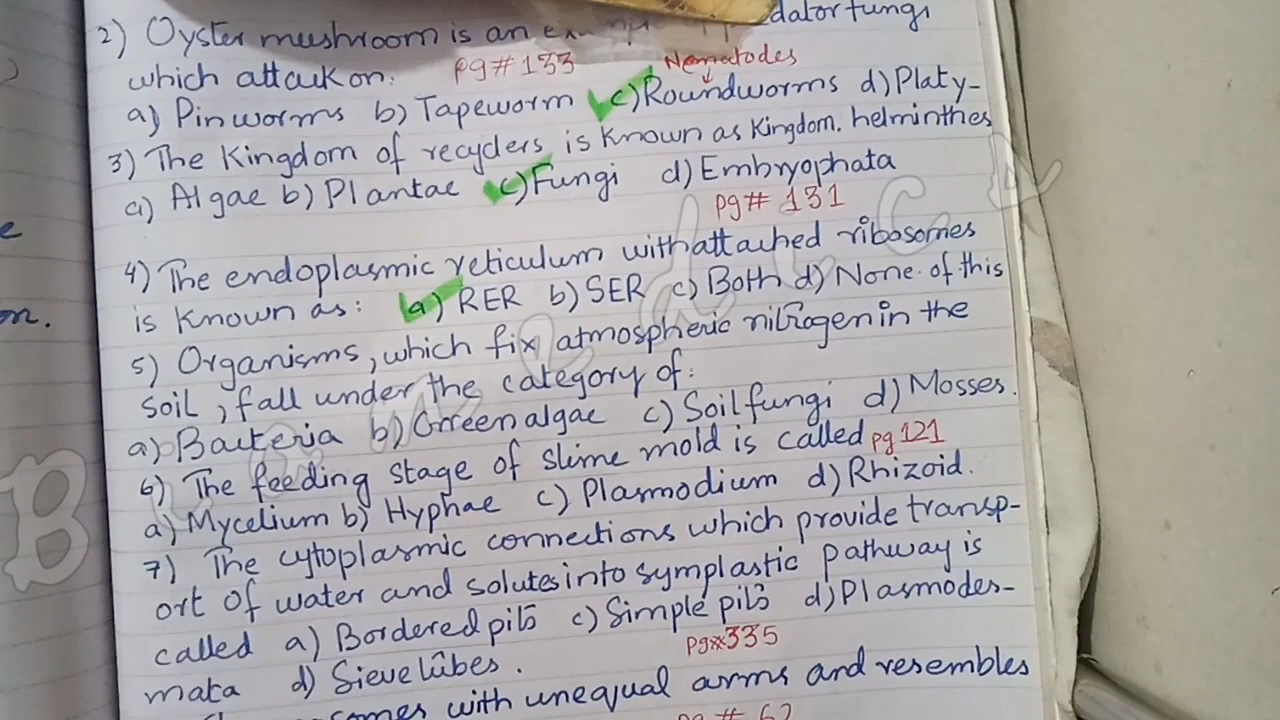 2) Oyster mushroom is an datorfungi
which attack on: pg# 133 Nematodes
a) Pinworms b) Tapeworm c) Roundworms d) Platy-
helminthes
3) The Kingdom of recyclers is known as Kingdom.
a) Algae b) Plantae c) Fungi d) Embryophata
pg# 131
4) The endoplasmic reticulum with attached ribosomes
is known as: a) RER b) SER c) Both d) None of this
5) Organisms, which fix atmospheric nitrogen in the
soil, fall under the category of:
a) Bacteria b) Green algae c) Soil fungi d) Mosses.
6) The feeding stage of slime mold is called pg 121
a) Mycelium b) Hyphae c) Plasmodium d) Rhizoid.
7) The cytoplasmic connections which provide transp-
ort of water and solutes into symplastic pathway is
called a) Bordered pits c) Simple pits d) Plasmodes-
pg#335
mata d) Sieve tubes.
with unequal arms and resembles
pg # 62
e
on.